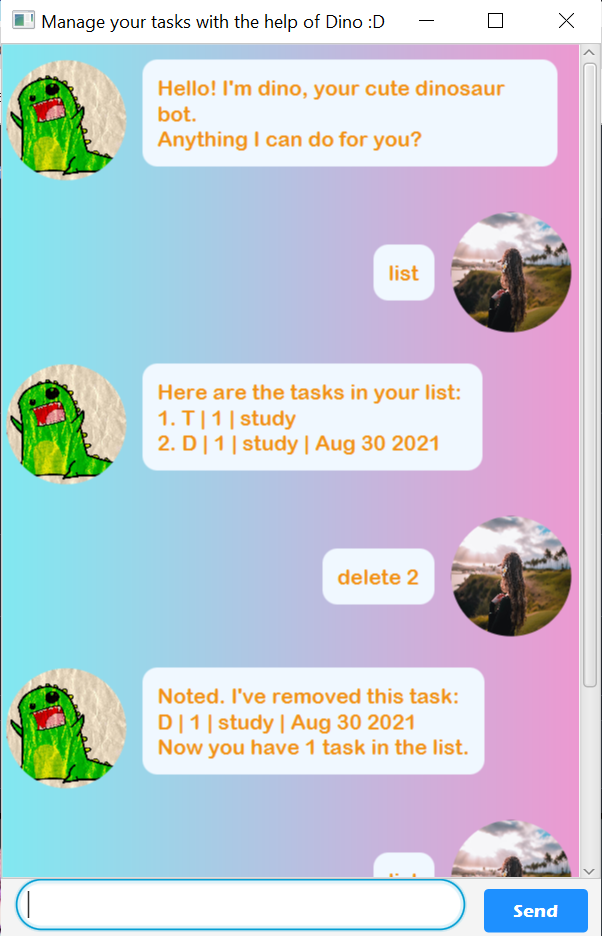 Manage your tasks with the help of Dino :D
Hello! I'm dino, your cute dinosaur
bot.
Anything I can do for you?
list
Here are the tasks in your list:
1. T | 1 | study
2. D | 1 | study | Aug 30 2021
delete 2
Noted. I've removed this task:
D | 1 | study | Aug 30 2021
Now you have 1 task in the list.
Send